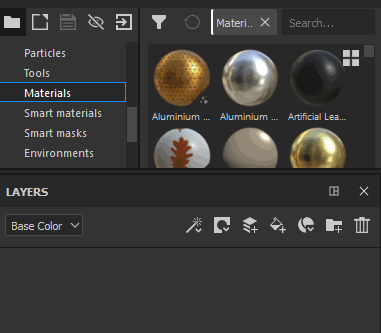 Particles
Tools
Materials
Smart materials
Smart masks
Environments
Materi..
Search...
Aluminium ...
Aluminium ...
Artificial Lea...
LAYERS
Base Color